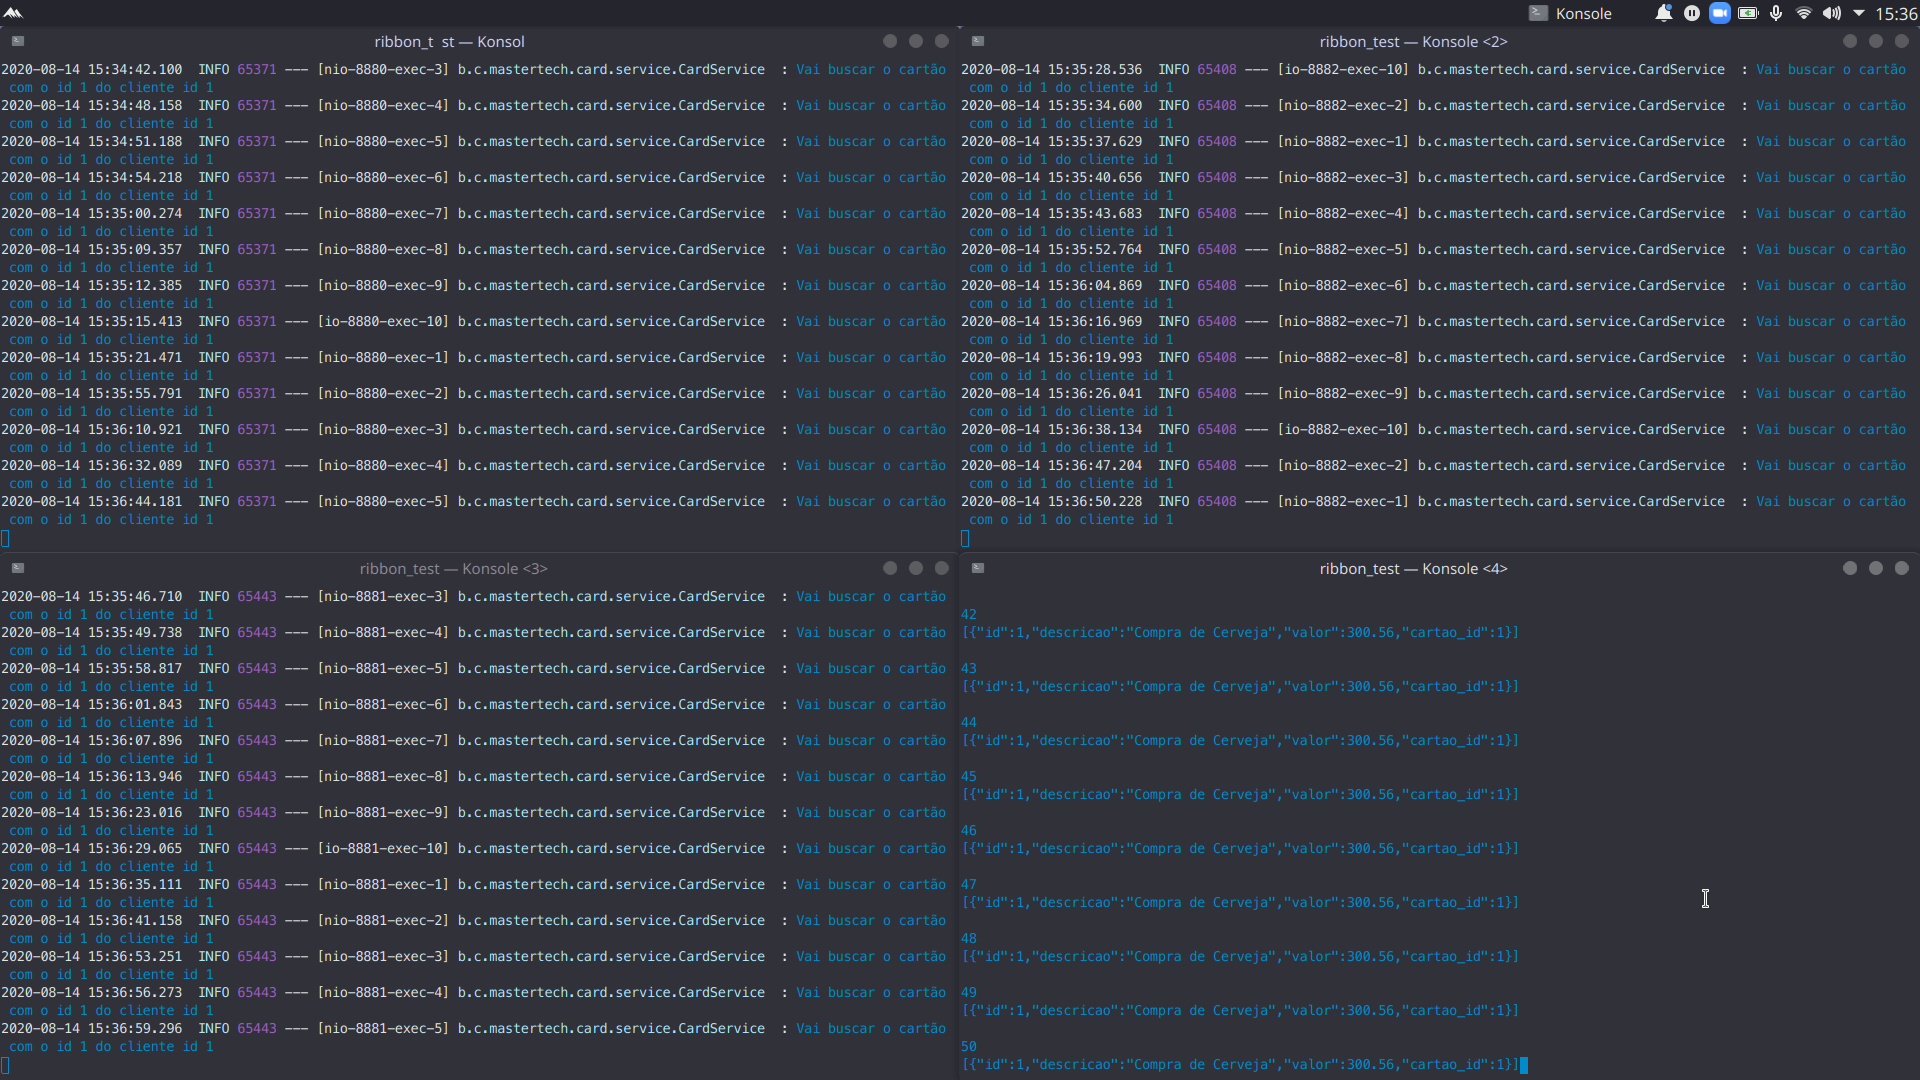 Konsole
15:36
ribbon_t st — Konsol
2020-08-14 15:34:42.100 INFO 65371 --- [nio-8880-exec-3] b.c.mastertech.card.service.CardService : Vai buscar o cartão
com o id 1 do cliente id 1
2020-08-14 15:34:48.158 INFO 65371 --- [nio-8880-exec-4] b.c.mastertech.card.service.CardService : Vai buscar o cartão
com o id 1 do cliente id 1
2020-08-14 15:34:51.188 INFO 65371 --- [nio-8880-exec-5] b.c.mastertech.card.service.CardService : Vai buscar o cartão
com o id 1 do cliente id 1
2020-08-14 15:34:54.218 INFO 65371 --- [nio-8880-exec-6] b.c.mastertech.card.service.CardService : Vai buscar o cartão
com o id 1 do cliente id 1
2020-08-14 15:35:00.274 INFO 65371 --- [nio-8880-exec-7] b.c.mastertech.card.service.CardService : Vai buscar o cartão
com o id 1 do cliente id 1
2020-08-14 15:35:09.357 INFO 65371 --- [nio-8880-exec-8] b.c.mastertech.card.service.CardService : Vai buscar o cartão
com o id 1 do cliente id 1
2020-08-14 15:35:12.385 INFO 65371 --- [nio-8880-exec-9] b.c.mastertech.card.service.CardService : Vai buscar o cartão
com o id 1 do cliente id 1
2020-08-14 15:35:15.413 INFO 65371 --- [io-8880-exec-10] b.c.mastertech.card.service.CardService : Vai buscar o cartão
com o id 1 do cliente id 1
2020-08-14 15:35:21.471 INFO 65371 --- [nio-8880-exec-1] b.c.mastertech.card.service.CardService : Vai buscar o cartão
com o id 1 do cliente id 1
2020-08-14 15:35:55.791 INFO 65371 --- [nio-8880-exec-2] b.c.mastertech.card.service.CardService : Vai buscar o cartão
com o id 1 do cliente id 1
2020-08-14 15:36:10.921 INFO 65371 --- [nio-8880-exec-3] b.c.mastertech.card.service.CardService : Vai buscar o cartão
com o id 1 do cliente id 1
2020-08-14 15:36:32.089 INFO 65371 --- [nio-8880-exec-4] b.c.mastertech.card.service.CardService : Vai buscar o cartão
com o id 1 do cliente id 1
2020-08-14 15:36:44.181 INFO 65371 --- [nio-8880-exec-5] b.c.mastertech.card.service.CardService : Vai buscar o cartão
com o id 1 do cliente id 1
ribbon_test — Konsole <2>
2020-08-14 15:35:28.536 INFO 65408 --- [io-8882-exec-10] b.c.mastertech.card.service.CardService : Vai buscar o cartão
com o id 1 do cliente id 1
2020-08-14 15:35:34.600 INFO 65408 --- [nio-8882-exec-2] b.c.mastertech.card.service.CardService : Vai buscar o cartão
com o id 1 do cliente id 1
2020-08-14 15:35:37.629 INFO 65408 --- [nio-8882-exec-1] b.c.mastertech.card.service.CardService : Vai buscar o cartão
com o id 1 do cliente id 1
2020-08-14 15:35:40.656 INFO 65408 --- [nio-8882-exec-3] b.c.mastertech.card.service.CardService : Vai buscar o cartão
com o id 1 do cliente id 1
2020-08-14 15:35:43.683 INFO 65408 --- [nio-8882-exec-4] b.c.mastertech.card.service.CardService : Vai buscar o cartão
com o id 1 do cliente id 1
2020-08-14 15:35:52.764 INFO 65408 --- [nio-8882-exec-5] b.c.mastertech.card.service.CardService : Vai buscar o cartão
com o id 1 do cliente id 1
2020-08-14 15:36:04.869 INFO 65408 --- [nio-8882-exec-6] b.c.mastertech.card.service.CardService : Vai buscar o cartão
com o id 1 do cliente id 1
2020-08-14 15:36:16.969 INFO 65408 --- [nio-8882-exec-7] b.c.mastertech.card.service.CardService : Vai buscar o cartão
com o id 1 do cliente id 1
2020-08-14 15:36:19.993 INFO 65408 --- [nio-8882-exec-8] b.c.mastertech.card.service.CardService : Vai buscar o cartão
com o id 1 do cliente id 1
2020-08-14 15:36:26.041 INFO 65408 --- [nio-8882-exec-9] b.c.mastertech.card.service.CardService : Vai buscar o cartão
com o id 1 do cliente id 1
2020-08-14 15:36:38.134 INFO 65408 --- [io-8882-exec-10] b.c.mastertech.card.service.CardService : Vai buscar o cartão
com o id 1 do cliente id 1
2020-08-14 15:36:47.204 INFO 65408 --- [nio-8882-exec-2] b.c.mastertech.card.service.CardService : Vai buscar o cartão
com o id 1 do cliente id 1
2020-08-14 15:36:50.228 INFO 65408 --- [nio-8882-exec-1] b.c.mastertech.card.service.CardService : Vai buscar o cartão
com o id 1 do cliente id 1
ribbon_test — Konsole <3>
2020-08-14 15:35:46.710 INFO 65443 --- [nio-8881-exec-3] b.c.mastertech.card.service.CardService : Vai buscar o cartão
com o id 1 do cliente id 1
2020-08-14 15:35:49.738 INFO 65443 --- [nio-8881-exec-4] b.c.mastertech.card.service.CardService : Vai buscar o cartão
com o id 1 do cliente id 1
2020-08-14 15:35:58.817 INFO 65443 --- [nio-8881-exec-5] b.c.mastertech.card.service.CardService : Vai buscar o cartão
com o id 1 do cliente id 1
2020-08-14 15:36:01.843 INFO 65443 --- [nio-8881-exec-6] b.c.mastertech.card.service.CardService : Vai buscar o cartão
com o id 1 do cliente id 1
2020-08-14 15:36:07.896 INFO 65443 --- [nio-8881-exec-7] b.c.mastertech.card.service.CardService : Vai buscar o cartão
com o id 1 do cliente id 1
2020-08-14 15:36:13.946 INFO 65443 --- [nio-8881-exec-8] b.c.mastertech.card.service.CardService : Vai buscar o cartão
com o id 1 do cliente id 1
2020-08-14 15:36:23.016 INFO 65443 --- [nio-8881-exec-9] b.c.mastertech.card.service.CardService : Vai buscar o cartão
com o id 1 do cliente id 1
2020-08-14 15:36:29.065 INFO 65443 --- [io-8881-exec-10] b.c.mastertech.card.service.CardService : Vai buscar o cartão
com o id 1 do cliente id 1
2020-08-14 15:36:35.111 INFO 65443 --- [nio-8881-exec-1] b.c.mastertech.card.service.CardService : Vai buscar o cartão
com o id 1 do cliente id 1
2020-08-14 15:36:41.158 INFO 65443 --- [nio-8881-exec-2] b.c.mastertech.card.service.CardService : Vai buscar o cartão
com o id 1 do cliente id 1
2020-08-14 15:36:53.251 INFO 65443 --- [nio-8881-exec-3] b.c.mastertech.card.service.CardService : Vai buscar o cartão
com o id 1 do cliente id 1
2020-08-14 15:36:56.273 INFO 65443 --- [nio-8881-exec-4] b.c.mastertech.card.service.CardService : Vai buscar o cartão
com o id 1 do cliente id 1
2020-08-14 15:36:59.296 INFO 65443 --- [nio-8881-exec-5] b.c.mastertech.card.service.CardService : Vai buscar o cartão
com o id 1 do cliente id 1
ribbon_test — Konsole <4>
42
[{"id":1,"descricao":"Compra de Cerveja","valor":300.56,"cartao_id":1}]
43
[{"id":1,"descricao":"Compra de Cerveja","valor":300.56,"cartao_id":1}]
44
[{"id":1,"descricao":"Compra de Cerveja","valor":300.56,"cartao_id":1}]
45
[{"id":1,"descricao":"Compra de Cerveja","valor":300.56,"cartao_id":1}]
46
[{"id":1,"descricao":"Compra de Cerveja","valor":300.56,"cartao_id":1}]
47
[{"id":1,"descricao":"Compra de Cerveja","valor":300.56,"cartao_id":1}]
48
[{"id":1,"descricao":"Compra de Cerveja","valor":300.56,"cartao_id":1}]
49
[{"id":1,"descricao":"Compra de Cerveja","valor":300.56,"cartao_id":1}]
50
[{"id":1,"descricao":"Compra de Cerveja","valor":300.56,"cartao_id":1}]